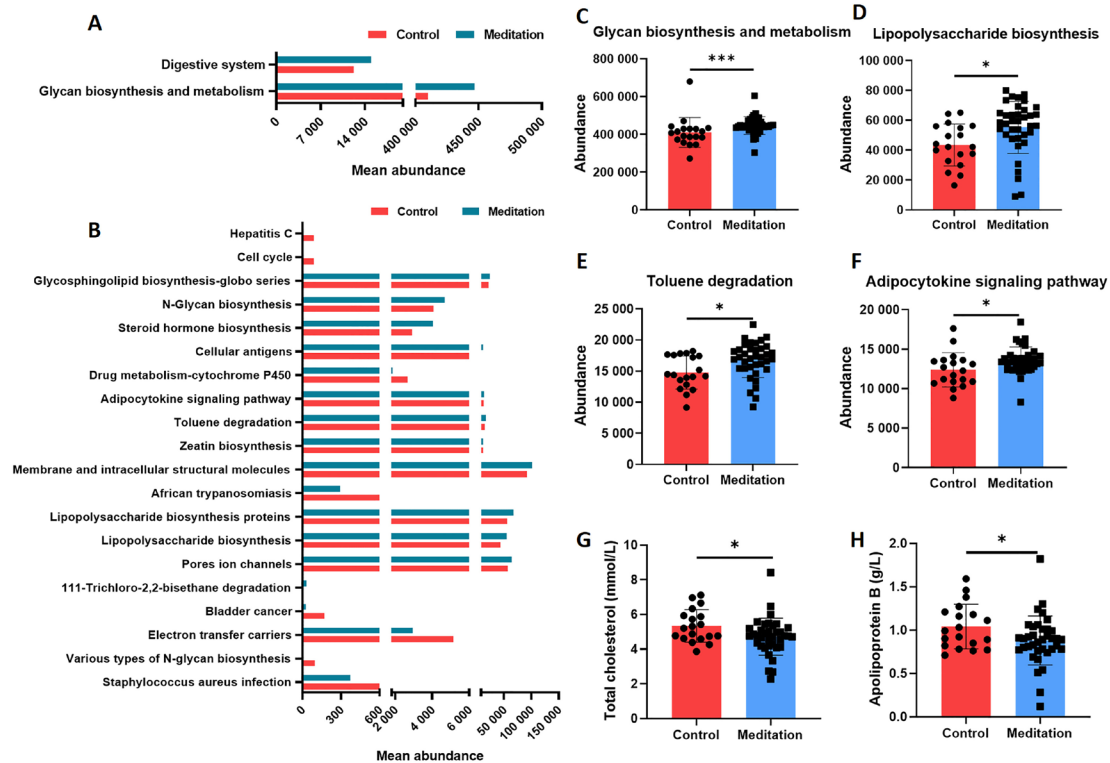 A
Control Meditation
Digestive system
Glycan biosynthesis and metabolism
0 7 000 14 000 400 000 450 000 500 000
Mean abundance
Control Meditation
B
Hepatitis C
Cell cycle
Glycosphingolipid biosynthesis-globo series
N-Glycan biosynthesis
Steroid hormone biosynthesis
Cellular antigens
Drug metabolism-cytochrome P450
Adipocytokine signaling pathway
Toluene degradation
Zeatin biosynthesis
Membrane and intracellular structural molecules
African trypanosomiasis
Lipopolysaccharide biosynthesis proteins
Lipopolysaccharide biosynthesis
Pores ion channels
111-Trichloro-2,2-bisethane degradation
Bladder cancer
Electron transfer carriers
Various types of N-glycan biosynthesis
Staphylococcus aureus infection
0 300 600 2 000 4 000 6 000 50 000 100 000 150 000
Mean abundance
C
Glycan biosynthesis and metabolism
***
800 000
600 000
400 000
200 000
0
Abundance
Control Meditation
D
Lipopolysaccharide biosynthesis
*
100 000
80 000
60 000
40 000
20 000
0
Abundance
Control Meditation
E
Toluene degradation
*
25 000
20 000
15 000
10 000
5 000
0
Abundance
Control Meditation
F
Adipocytokine signaling pathway
*
20 000
15 000
10 000
5 000
0
Abundance
Control Meditation
G
*
10
8
6
4
2
0
Total cholesterol (mmol/L)
Control Meditation
H
*
2.0
1.5
1.0
0.5
0.0
Apolipoprotein B (g/L)
Control Meditation